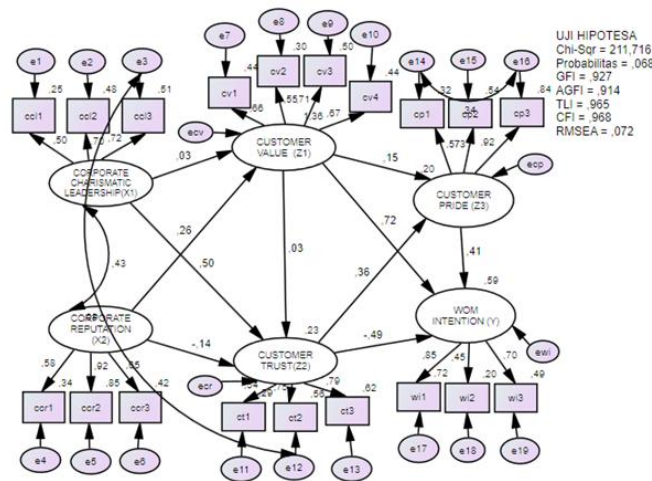 UJI HIPOTESA
Chi-Sqr = 211,716
Probabilitas = ,068
GFI = ,927
AGFI = ,914
TLI = ,965
CFI = ,968
RMSEA = ,072
e1
e2
e3
e7
e8
e9
e10
e14
e15
e16
,25
,48
,51
,44
,30
,50
,44
,32
,54
,84
ccl1
ccl2
ccl3
cv1
cv2
cv3
cv4
cp1
cp2
cp3
,34
,50
,72
,66
,55
,71
,36
,67
,92
ecv
ecp
CORPORATE
CHARISMATIC
LEADERSHIP(X1)
CUSTOMER
VALUE (Z1)
CUSTOMER
PRIDE (Z3)
,03
,15
,20
,26
,50
,03
,72
,36
,41
,43
CORPORATE
REPUTATION
(X2)
CUSTOMER
TRUST(Z2)
WOM
INTENTION (Y)
,59
,23
-,14
-,49
ecr
ewi
,58
,92
,34
,85
,42
ccr1
ccr2
ccr3
,29
,56
,79
,62
ct1
ct2
ct3
,85
,72
,45
,20
,70
,49
wi1
wi2
wi3
e4
e5
e6
e11
e12
e13
e17
e18
e19